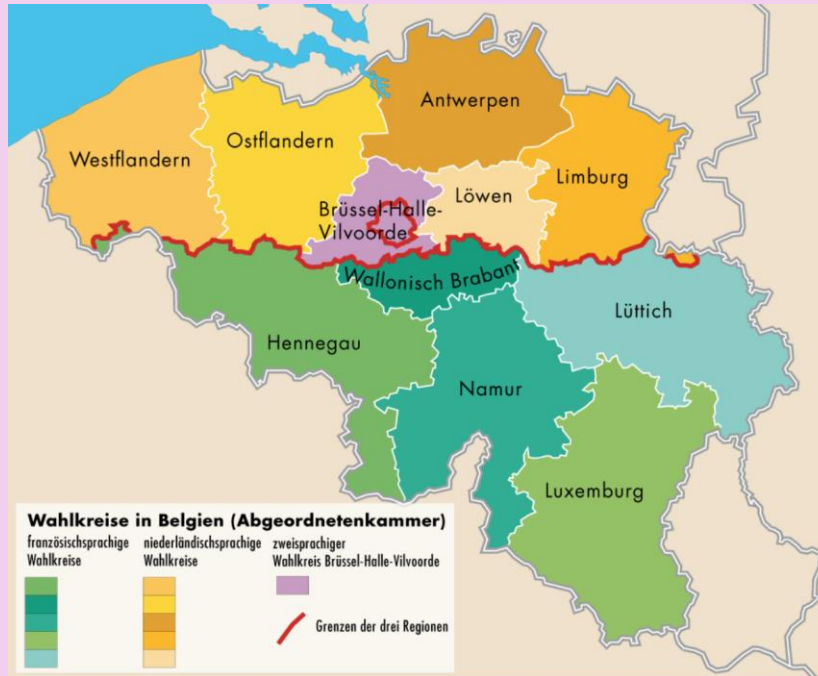 Antwerpen
Ostflandern
Westflandern
Limburg
Löwen
Brüssel-Halle-
Vilvoorde
Wallonisch Brabant
Lüttich
Hennegau
Namur
Luxemburg
Wahlkreise in Belgien (Abgeordnetenkammer)
französischsprachige
Wahlkreise
niederländischsprachige
Wahlkreise
zweisprachiger
Wahlkreis Brüssel-Halle-Vilvoorde
Grenzen der drei Regionen